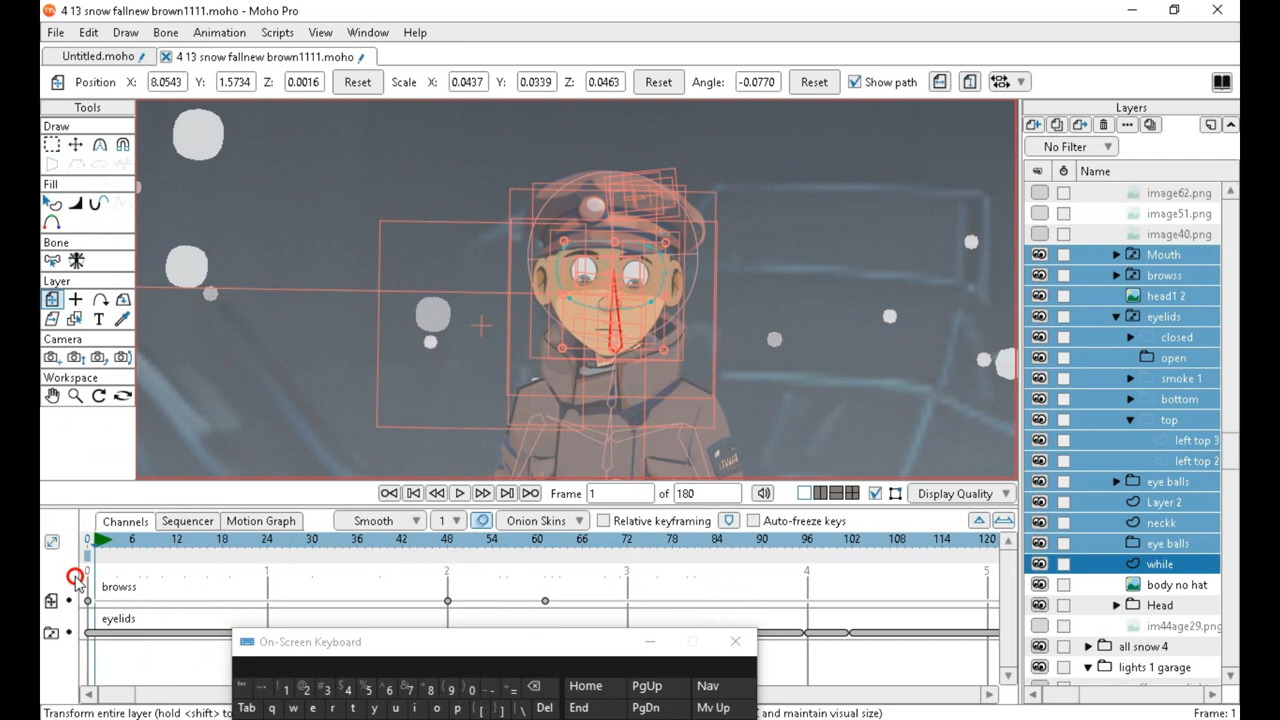 4 13 snow fallnew brown1111.moho - Moho Pro
File Edit Draw Bone Animation Scripts View Window Help
Untitled.moho 4 13 snow fallnew brown1111.moho
Position X: 8.0543 Y: 1.5734 Z: 0.0016 Reset Scale X: 0.0437 Y: 0.0339 Z: 0.0463 Reset Angle: -0.0770 Reset Show path
Tools
Draw
Fill
Bone
Layer
Camera
Workspace
Layers
No Filter
Name
image62.png
image51.png
image40.png
Mouth
browss
head1 2
eyelids
closed
open
smoke 1
bottom
top
left top 3
left top 2
eye balls
Layer 2
neckk
eye balls
while
body no hat
Head
im44age29.png
all snow 4
lights 1 garage
Frame 1 of 180 Display Quality
Channels Sequencer Motion Graph Smooth 1 Onion Skins Relative keyframing Auto-freeze keys
0 6 12 18 24 30 36 42 48 54 60 66 72 78 84 90 96 102 108 114 120
0 1 2 3 4 5
browss
eyelids
On-Screen Keyboard
Home PgUp Nav
Tab q w e r t y u i o p [ ] \ Del End PgDn Mv Up
Transform entire layer (hold <shift> to
and maintain visual size) Frame: 1